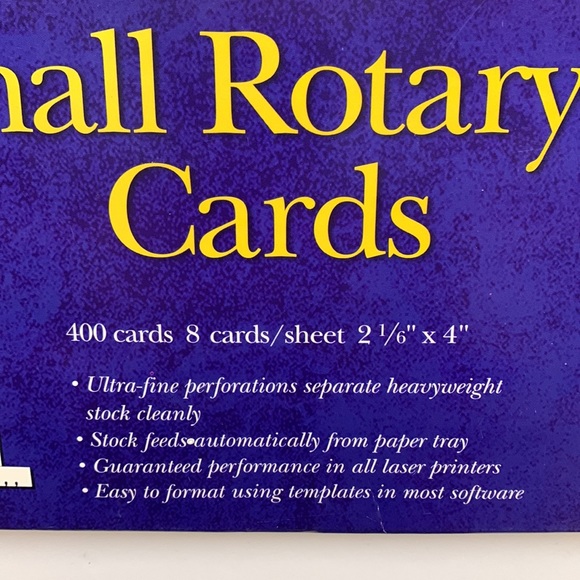 mall Rotary
Cards
400 cards 8 cards/sheet 2 1/6" x 4"
• Ultra-fine perforations separate heavyweight
stock cleanly
• Stock feeds•automatically from paper tray
• Guaranteed performance in all laser printers
• Easy to format using templates in most software